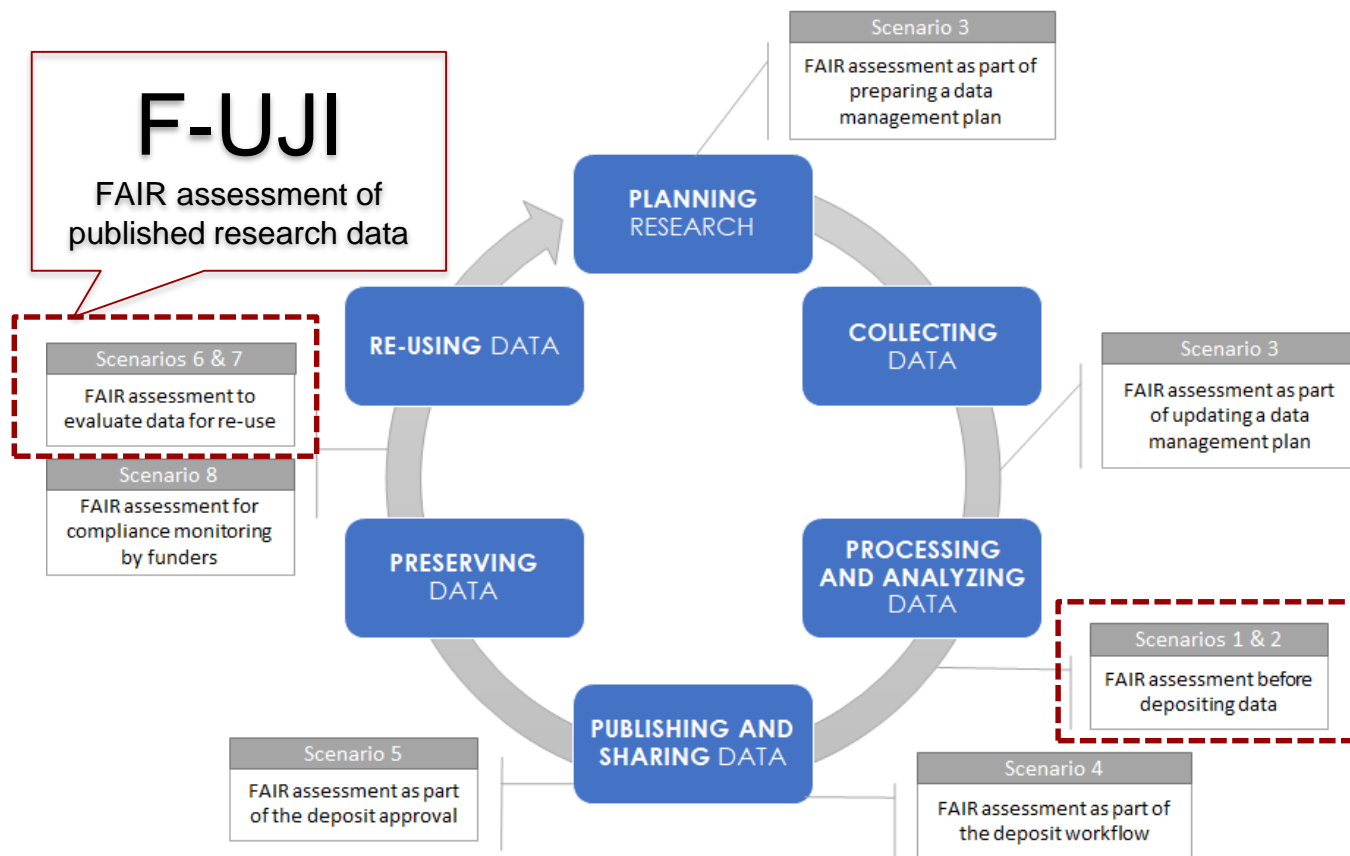 F-UJI
FAIR assessment of
published research data
Scenario 3
FAIR assessment as part of
preparing a data
management plan
PLANNING
RESEARCH
RE-USING DATA
COLLECTING
DATA
Scenarios 6 & 7
FAIR assessment to
evaluate data for re-use
Scenario 3
FAIR assessment as part
of updating a data
management plan
Scenario 8
FAIR assessment for
compliance monitoring
by funders
PRESERVING
DATA
PROCESSING
AND ANALYZING
DATA
Scenarios 1 & 2
FAIR assessment before
depositing data
PUBLISHING AND
SHARING DATA
Scenario 5
FAIR assessment as part
of the deposit approval
Scenario 4
FAIR assessment as part of
the deposit workflow